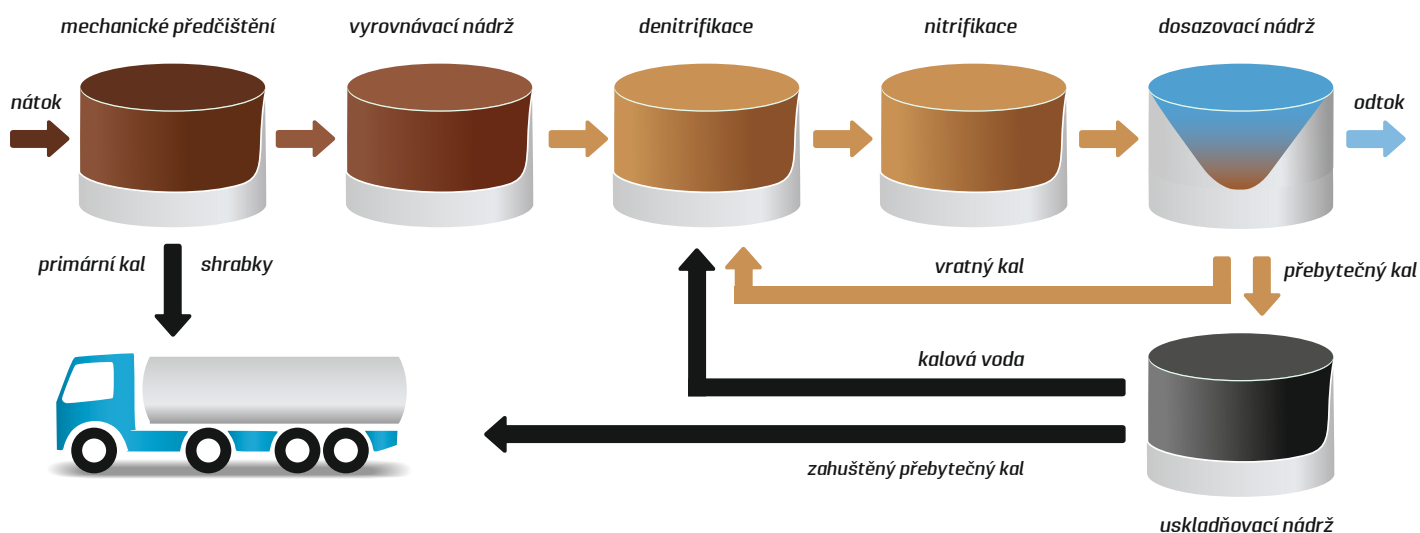 mechanické předčištění
vyrovnávací nádrž
denitrifikace
nitrifikace
dosazovací nádrž
nátok
odtok
primární kal
shrabky
vratný kal
přebytečný kal
kalová voda
zahuštěný přebytečný kal
uskladňovací nádrž